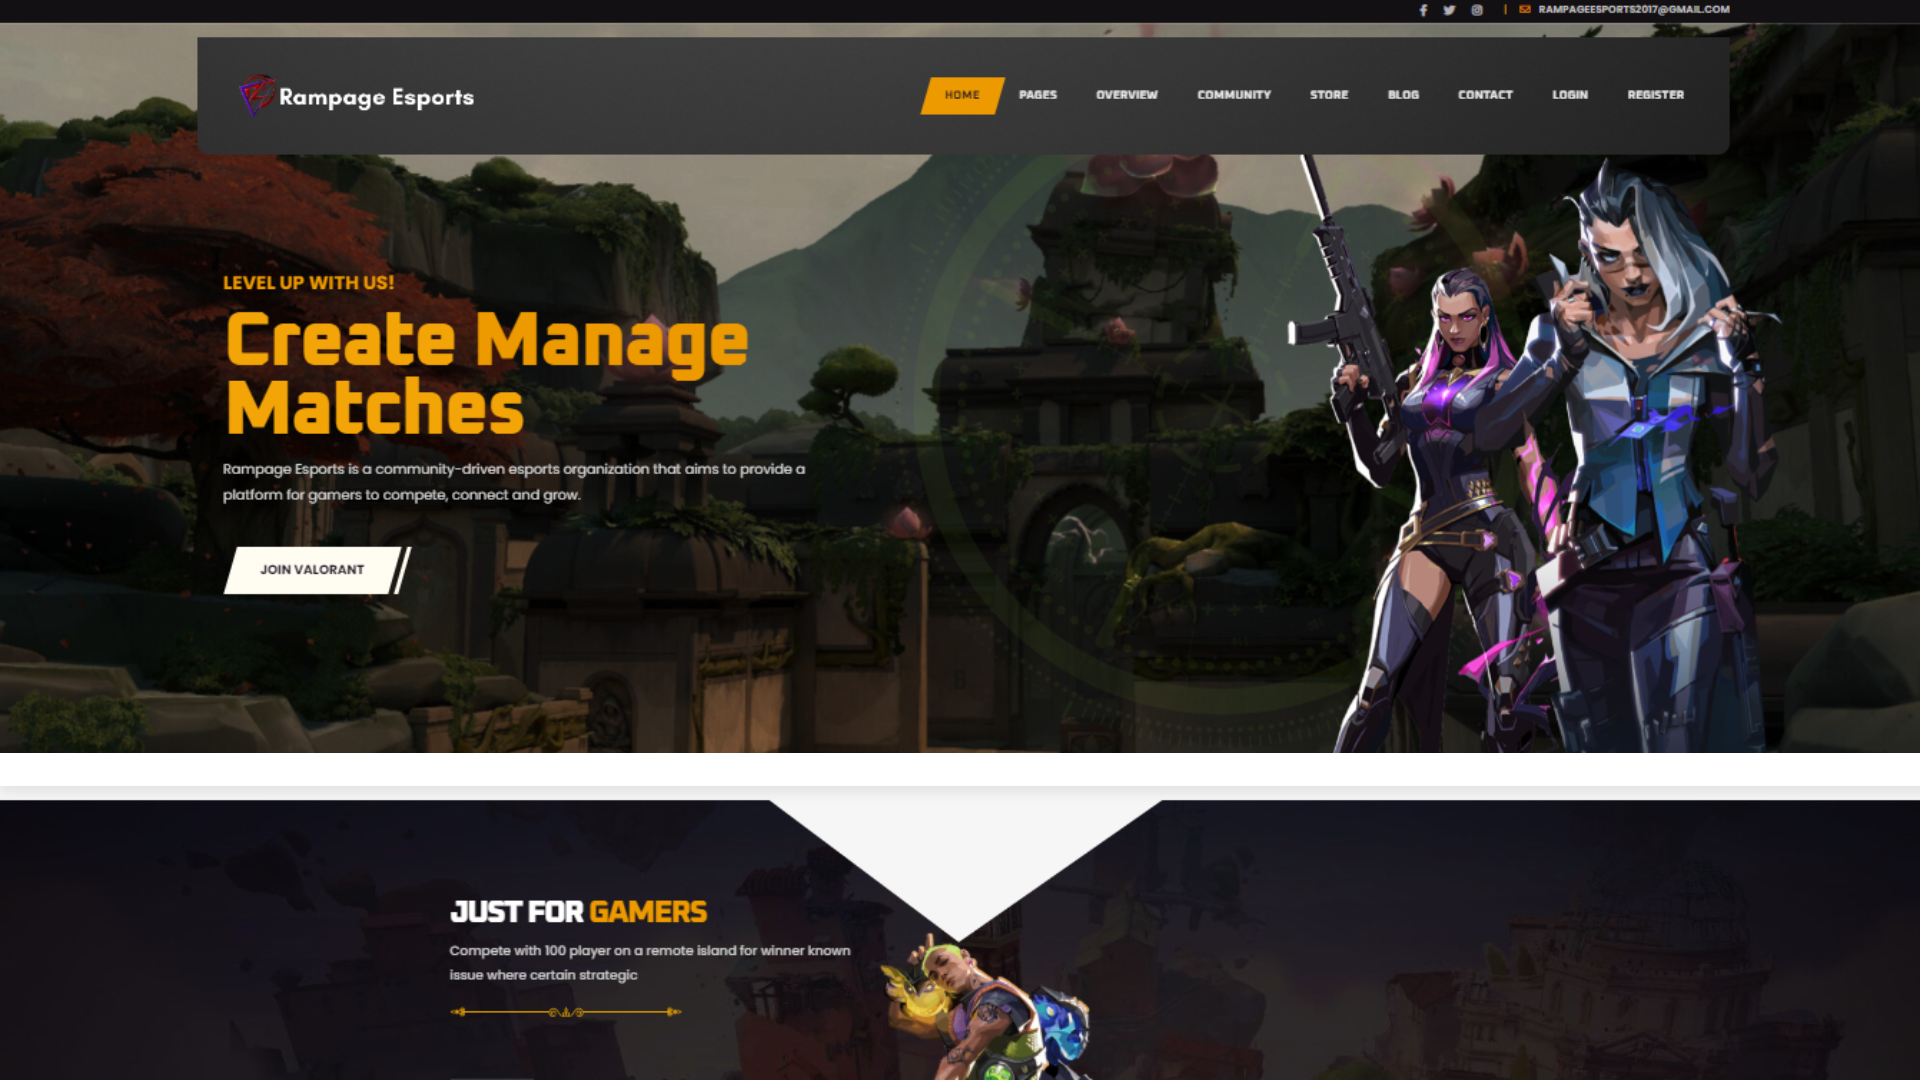 RAMPAGEESPORTS2017@GMAIL.COM
Rampage Esports
HOME PAGES OVERVIEW COMMUNITY STORE BLOG CONTACT LOGIN REGISTER
LEVEL UP WITH US!
Create Manage
Matches
Rampage Esports is a community-driven esports organization that aims to provide a
platform for gamers to compete, connect and grow.
JOIN VALORANT
JUST FOR GAMERS
Compete with 100 player on a remote island for winner known
issue where certain strategic